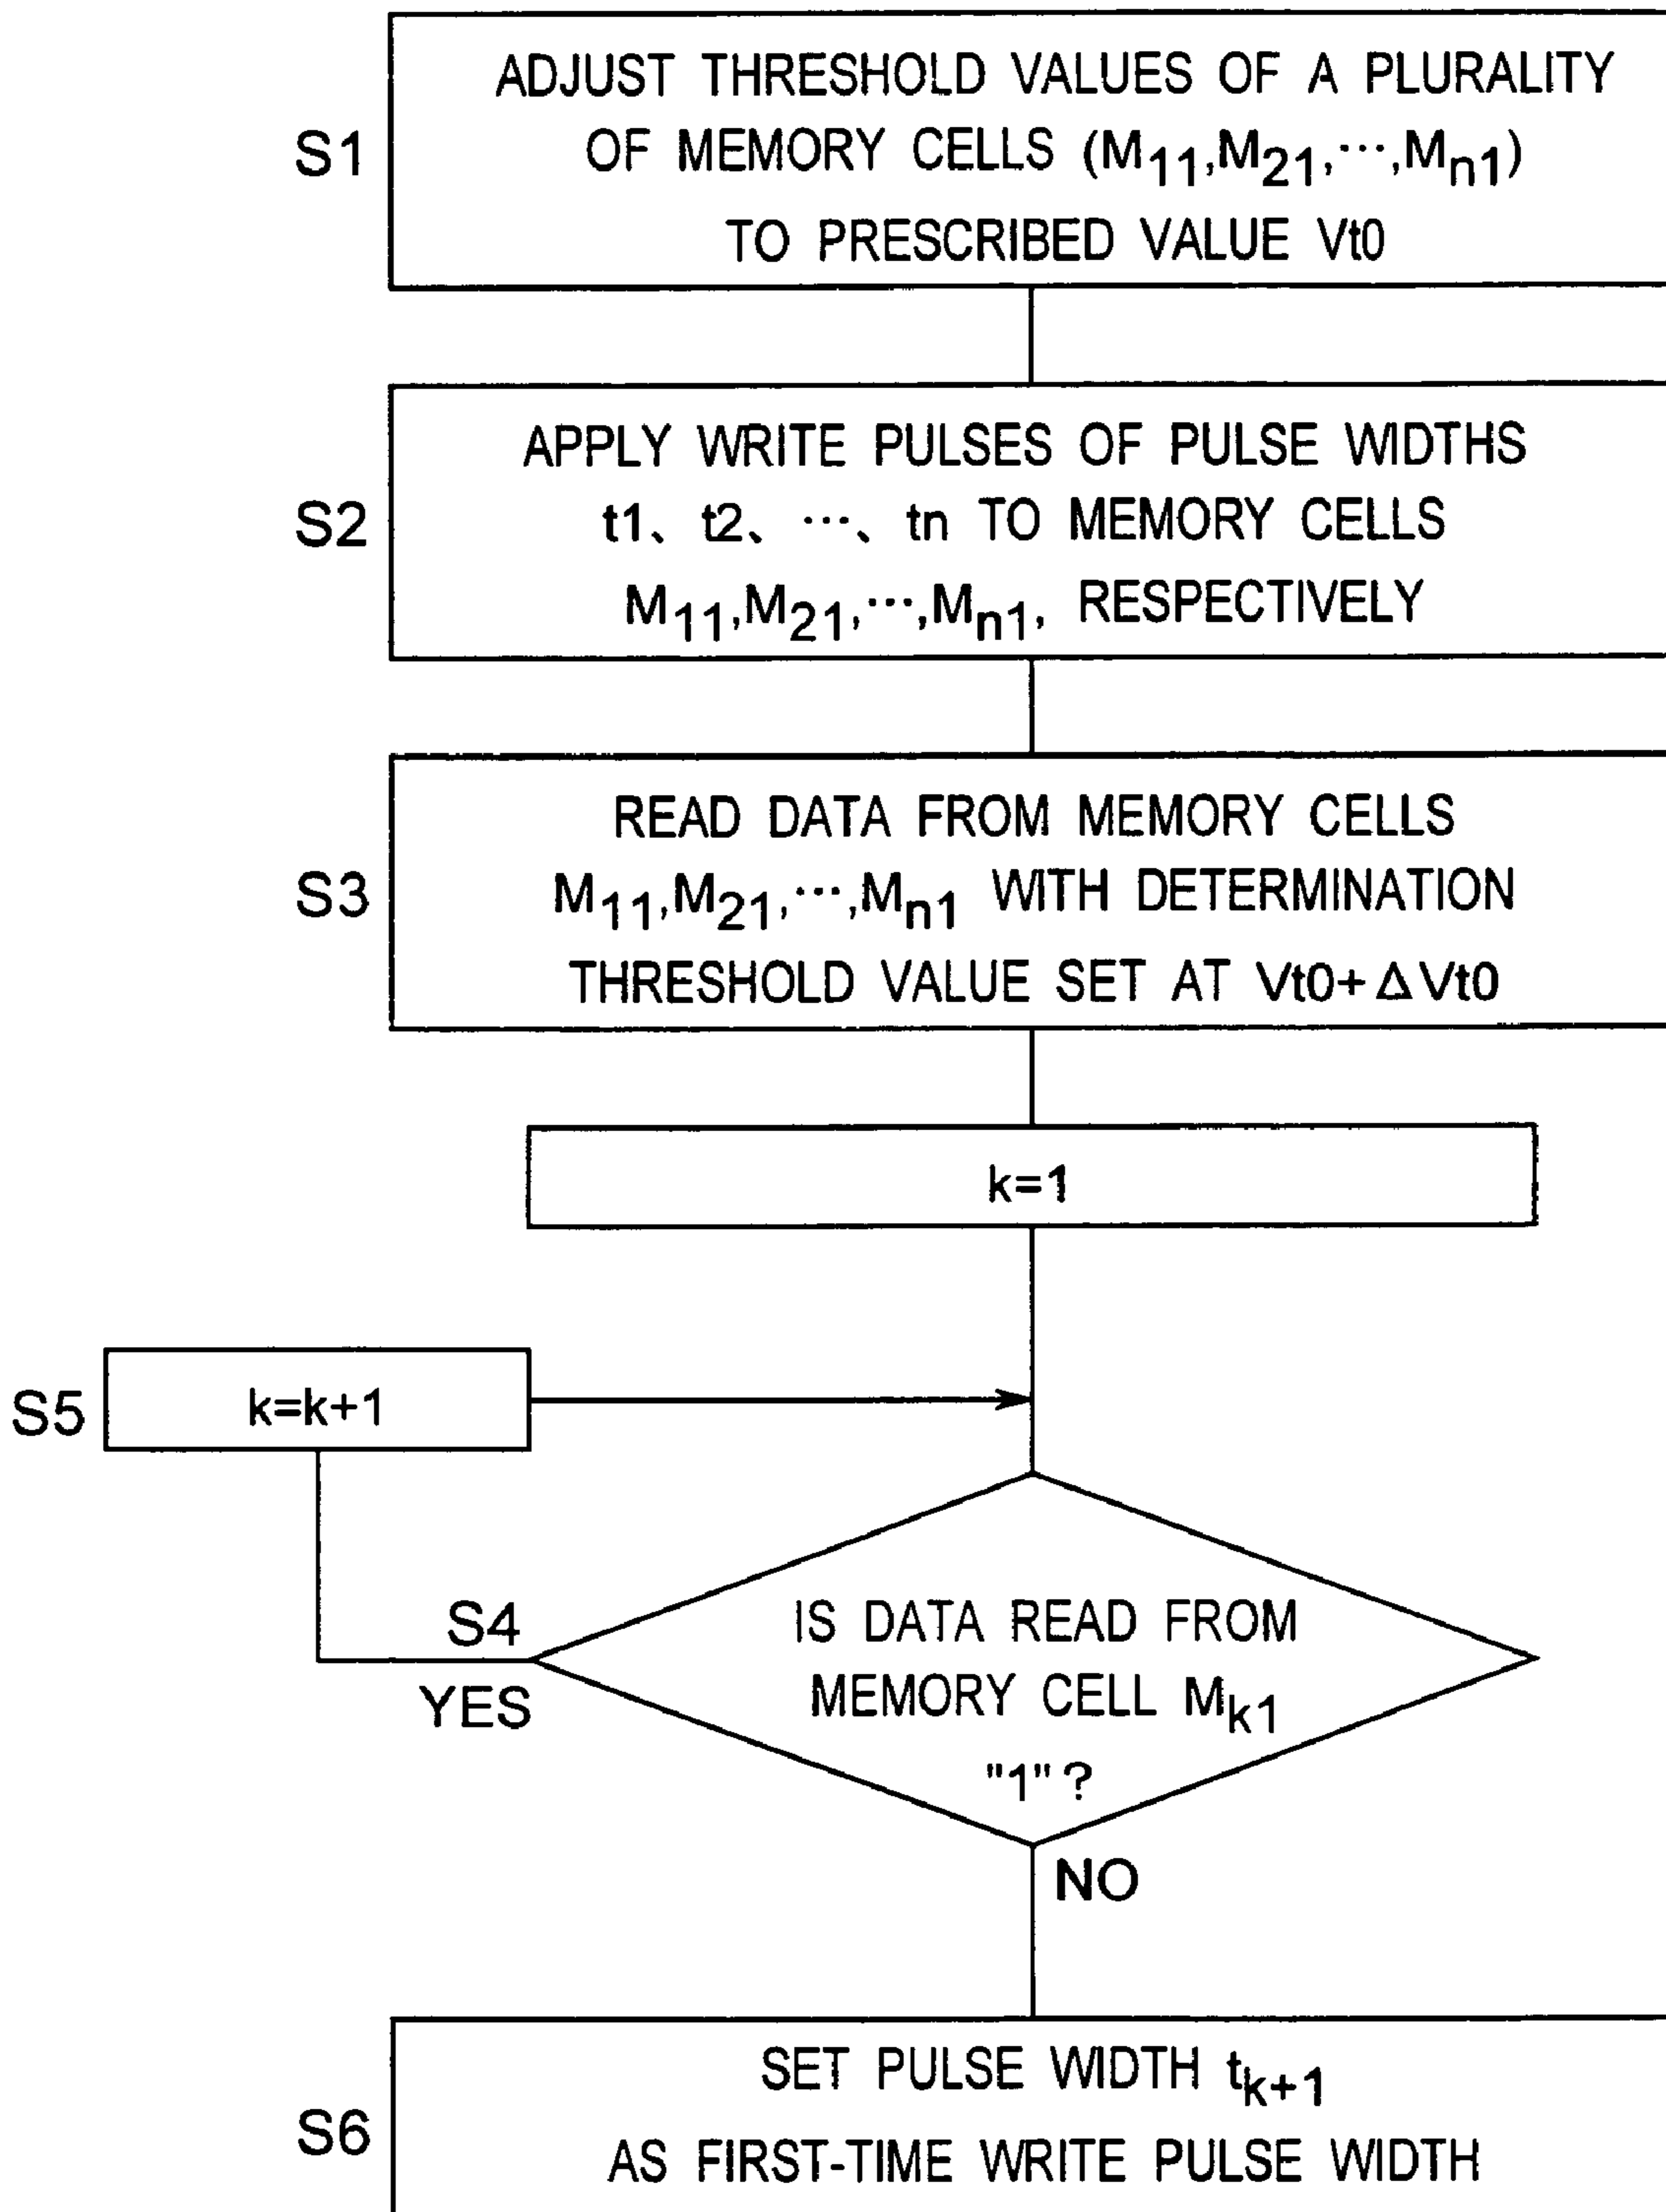 S1
ADJUST THRESHOLD VALUES OF A PLURALITY
OF MEMORY CELLS (M11,M21,···,Mn1)
TO PRESCRIBED VALUE Vt0
S2
APPLY WRITE PULSES OF PULSE WIDTHS
t1、t2、···、tn TO MEMORY CELLS
M11,M21,···,Mn1, RESPECTIVELY
S3
READ DATA FROM MEMORY CELLS
M11,M21,···,Mn1 WITH DETERMINATION
THRESHOLD VALUE SET AT Vt0+ΔVt0
k=1
S5
k=k+1
S4
YES
IS DATA READ FROM
MEMORY CELL Mk1
"1"?
NO
S6
SET PULSE WIDTH tk+1
AS FIRST-TIME WRITE PULSE WIDTH